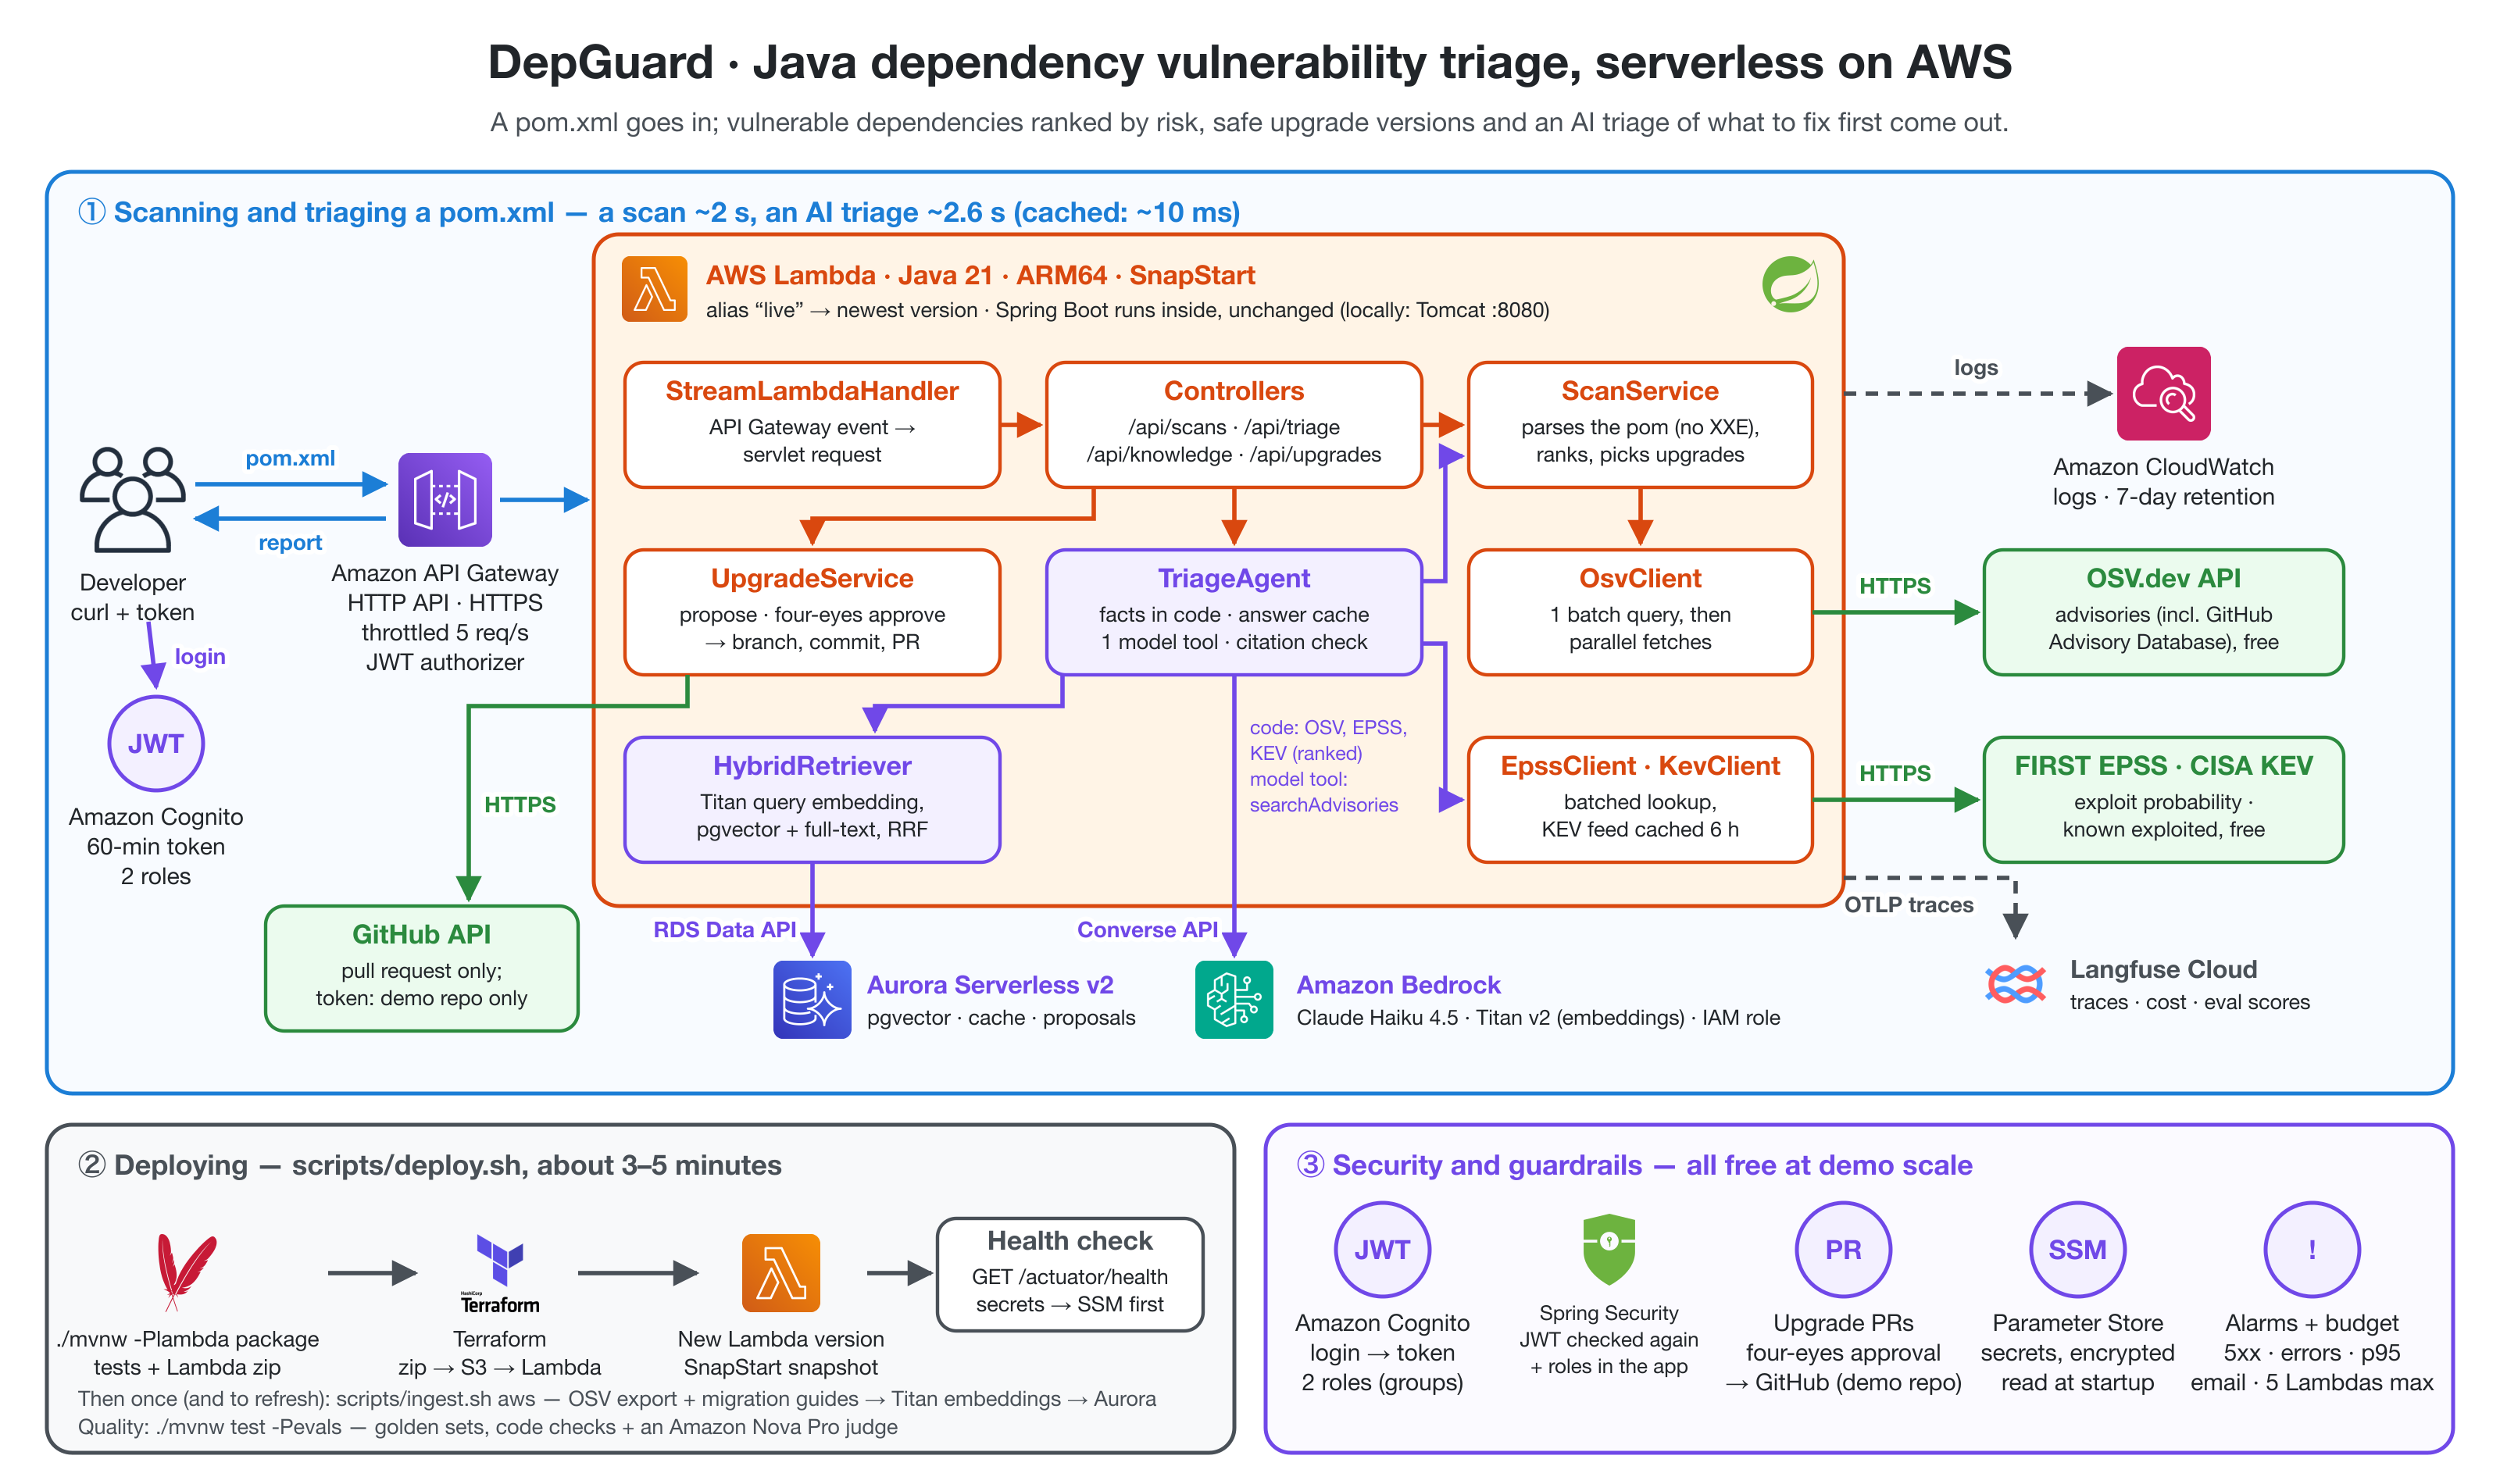 DepGuard · Java dependency vulnerability triage, serverless on AWS
A pom.xml goes in; vulnerable dependencies ranked by risk, safe upgrade versions and an AI triage of what to fix first come out.
① Scanning and triaging a pom.xml — a scan ~2 s, an AI triage ~2.6 s (cached: ~10 ms)
AWS Lambda · Java 21 · ARM64 · SnapStart
alias “live” → newest version · Spring Boot runs inside, unchanged (locally: Tomcat :8080)
StreamLambdaHandler
API Gateway event →
servlet request
Controllers
/api/scans · /api/triage
/api/knowledge · /api/upgrades
ScanService
parses the pom (no XXE),
ranks, picks upgrades
logs
Amazon CloudWatch
logs · 7-day retention
pom.xml
report
Developer
curl + token
login
Amazon API Gateway
HTTP API · HTTPS
throttled 5 req/s
JWT authorizer
JWT
Amazon Cognito
60-min token
2 roles
UpgradeService
propose · four-eyes approve
→ branch, commit, PR
TriageAgent
facts in code · answer cache
1 model tool · citation check
OsvClient
1 batch query, then
parallel fetches
HTTPS
OSV.dev API
advisories (incl. GitHub
Advisory Database), free
HTTPS
HybridRetriever
Titan query embedding,
pgvector + full-text, RRF
code: OSV, EPSS,
KEV (ranked)
model tool:
searchAdvisories
EpssClient · KevClient
batched lookup,
KEV feed cached 6 h
HTTPS
FIRST EPSS · CISA KEV
exploit probability ·
known exploited, free
GitHub API
pull request only;
token: demo repo only
RDS Data API
Converse API
OTLP traces
Aurora Serverless v2
pgvector · cache · proposals
Amazon Bedrock
Claude Haiku 4.5 · Titan v2 (embeddings) · IAM role
Langfuse Cloud
traces · cost · eval scores
② Deploying — scripts/deploy.sh, about 3–5 minutes
./mvnw -Plambda package
tests + Lambda zip
HashiCorp
Terraform
Terraform
zip → S3 → Lambda
New Lambda version
SnapStart snapshot
Health check
GET /actuator/health
secrets → SSM first
Then once (and to refresh): scripts/ingest.sh aws — OSV export + migration guides → Titan embeddings → Aurora
Quality: ./mvnw test -Pevals — golden sets, code checks + an Amazon Nova Pro judge
③ Security and guardrails — all free at demo scale
JWT
Amazon Cognito
login → token
2 roles (groups)
Spring Security
JWT checked again
+ roles in the app
PR
Upgrade PRs
four-eyes approval
→ GitHub (demo repo)
SSM
Parameter Store
secrets, encrypted
read at startup
!
Alarms + budget
5xx · errors · p95
email · 5 Lambdas max